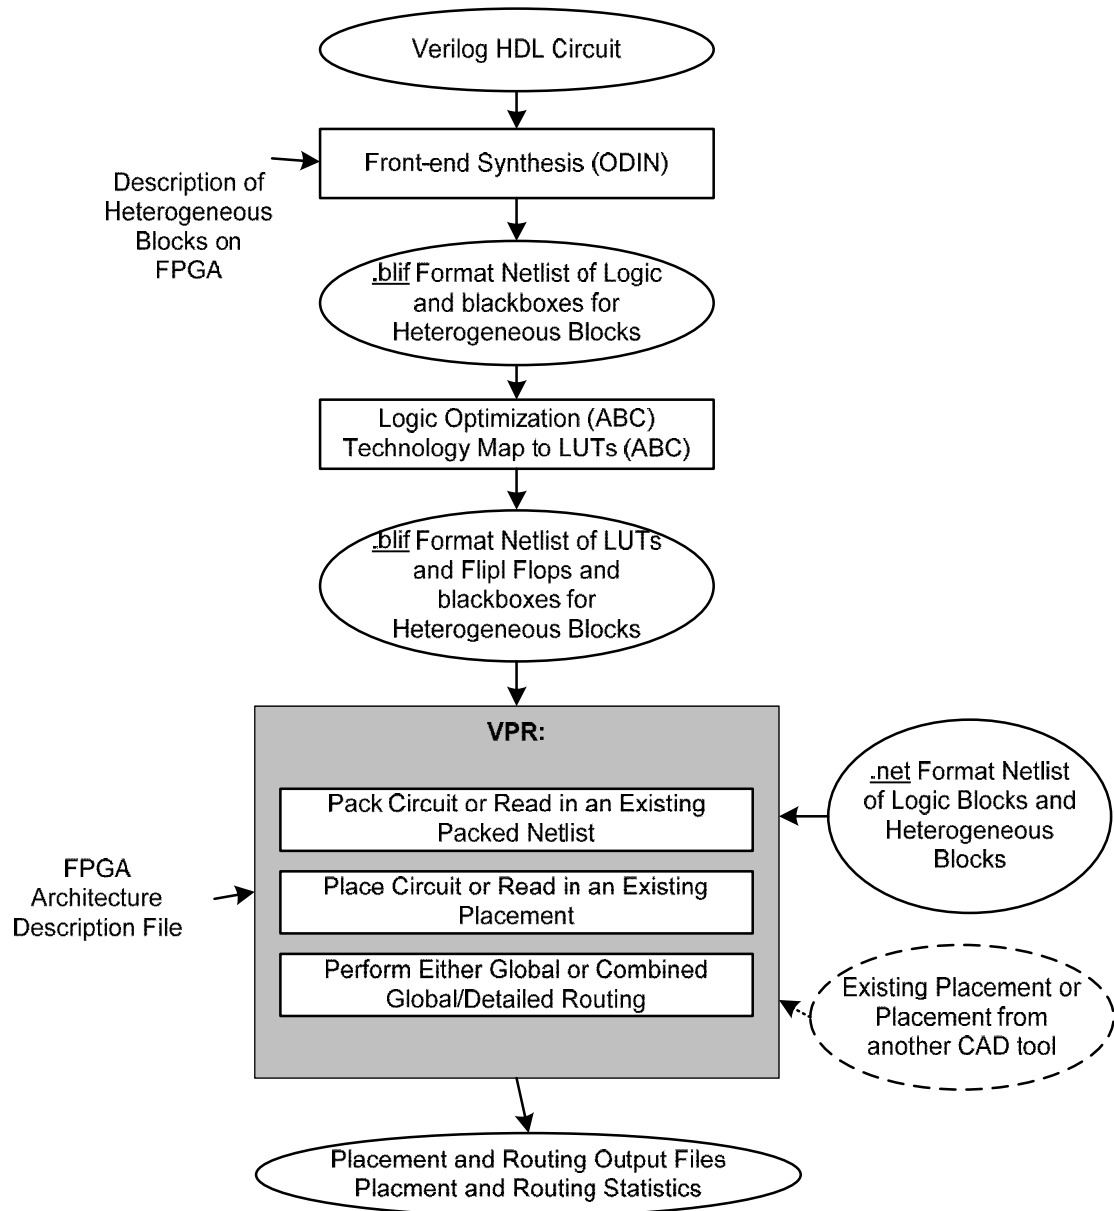 Verilog HDL Circuit
Front-end Synthesis (ODIN)
Description of
Heterogeneous
Blocks on
FPGA
.blif Format Netlist of Logic
and blackboxes for
Heterogeneous Blocks
Logic Optimization (ABC)
Technology Map to LUTs (ABC)
.blif Format Netlist of LUTs
and Flipl Flops and
blackboxes for
Heterogeneous Blocks
VPR:
Pack Circuit or Read in an Existing
Packed Netlist
.net Format Netlist
of Logic Blocks and
Heterogeneous
Blocks
FPGA
Architecture
Description File
Place Circuit or Read in an Existing
Placement
Perform Either Global or Combined
Global/Detailed Routing
Existing Placement or
Placement from
another CAD tool
Placement and Routing Output Files
Placment and Routing Statistics